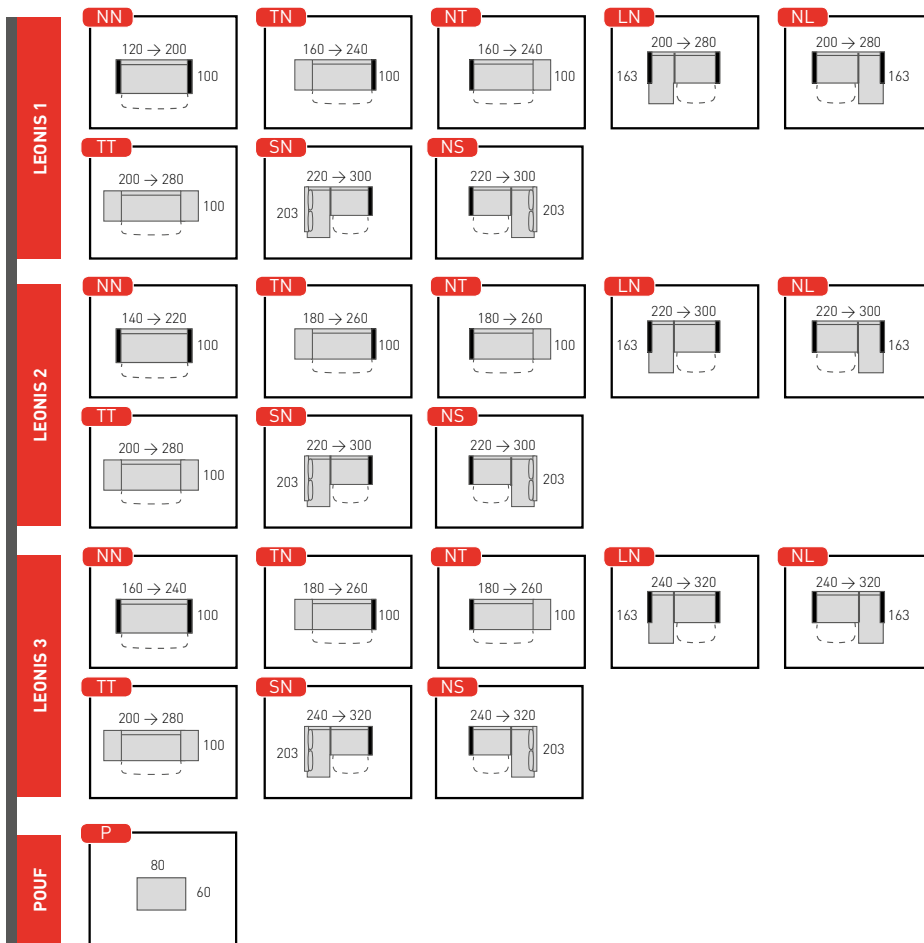 LEONIS 1
NN TN NT LN NL
120 → 200 160 → 240 160 → 240 200 → 280 200 → 280
100 100 100 163 163
TT SN NS
200 → 280 220 → 300 220 → 300
100 203 203
LEONIS 2
NN TN NT LN NL
140 → 220 180 → 260 180 → 260 220 → 300 220 → 300
100 100 100 163 163
TT SN NS
200 → 280 220 → 300 220 → 300
100 203 203
LEONIS 3
NN TN NT LN NL
160 → 240 180 → 260 180 → 260 240 → 320 240 → 320
100 100 100 163 163
TT SN NS
200 → 280 240 → 320 240 → 320
100 203 203
POUF
P
80
60